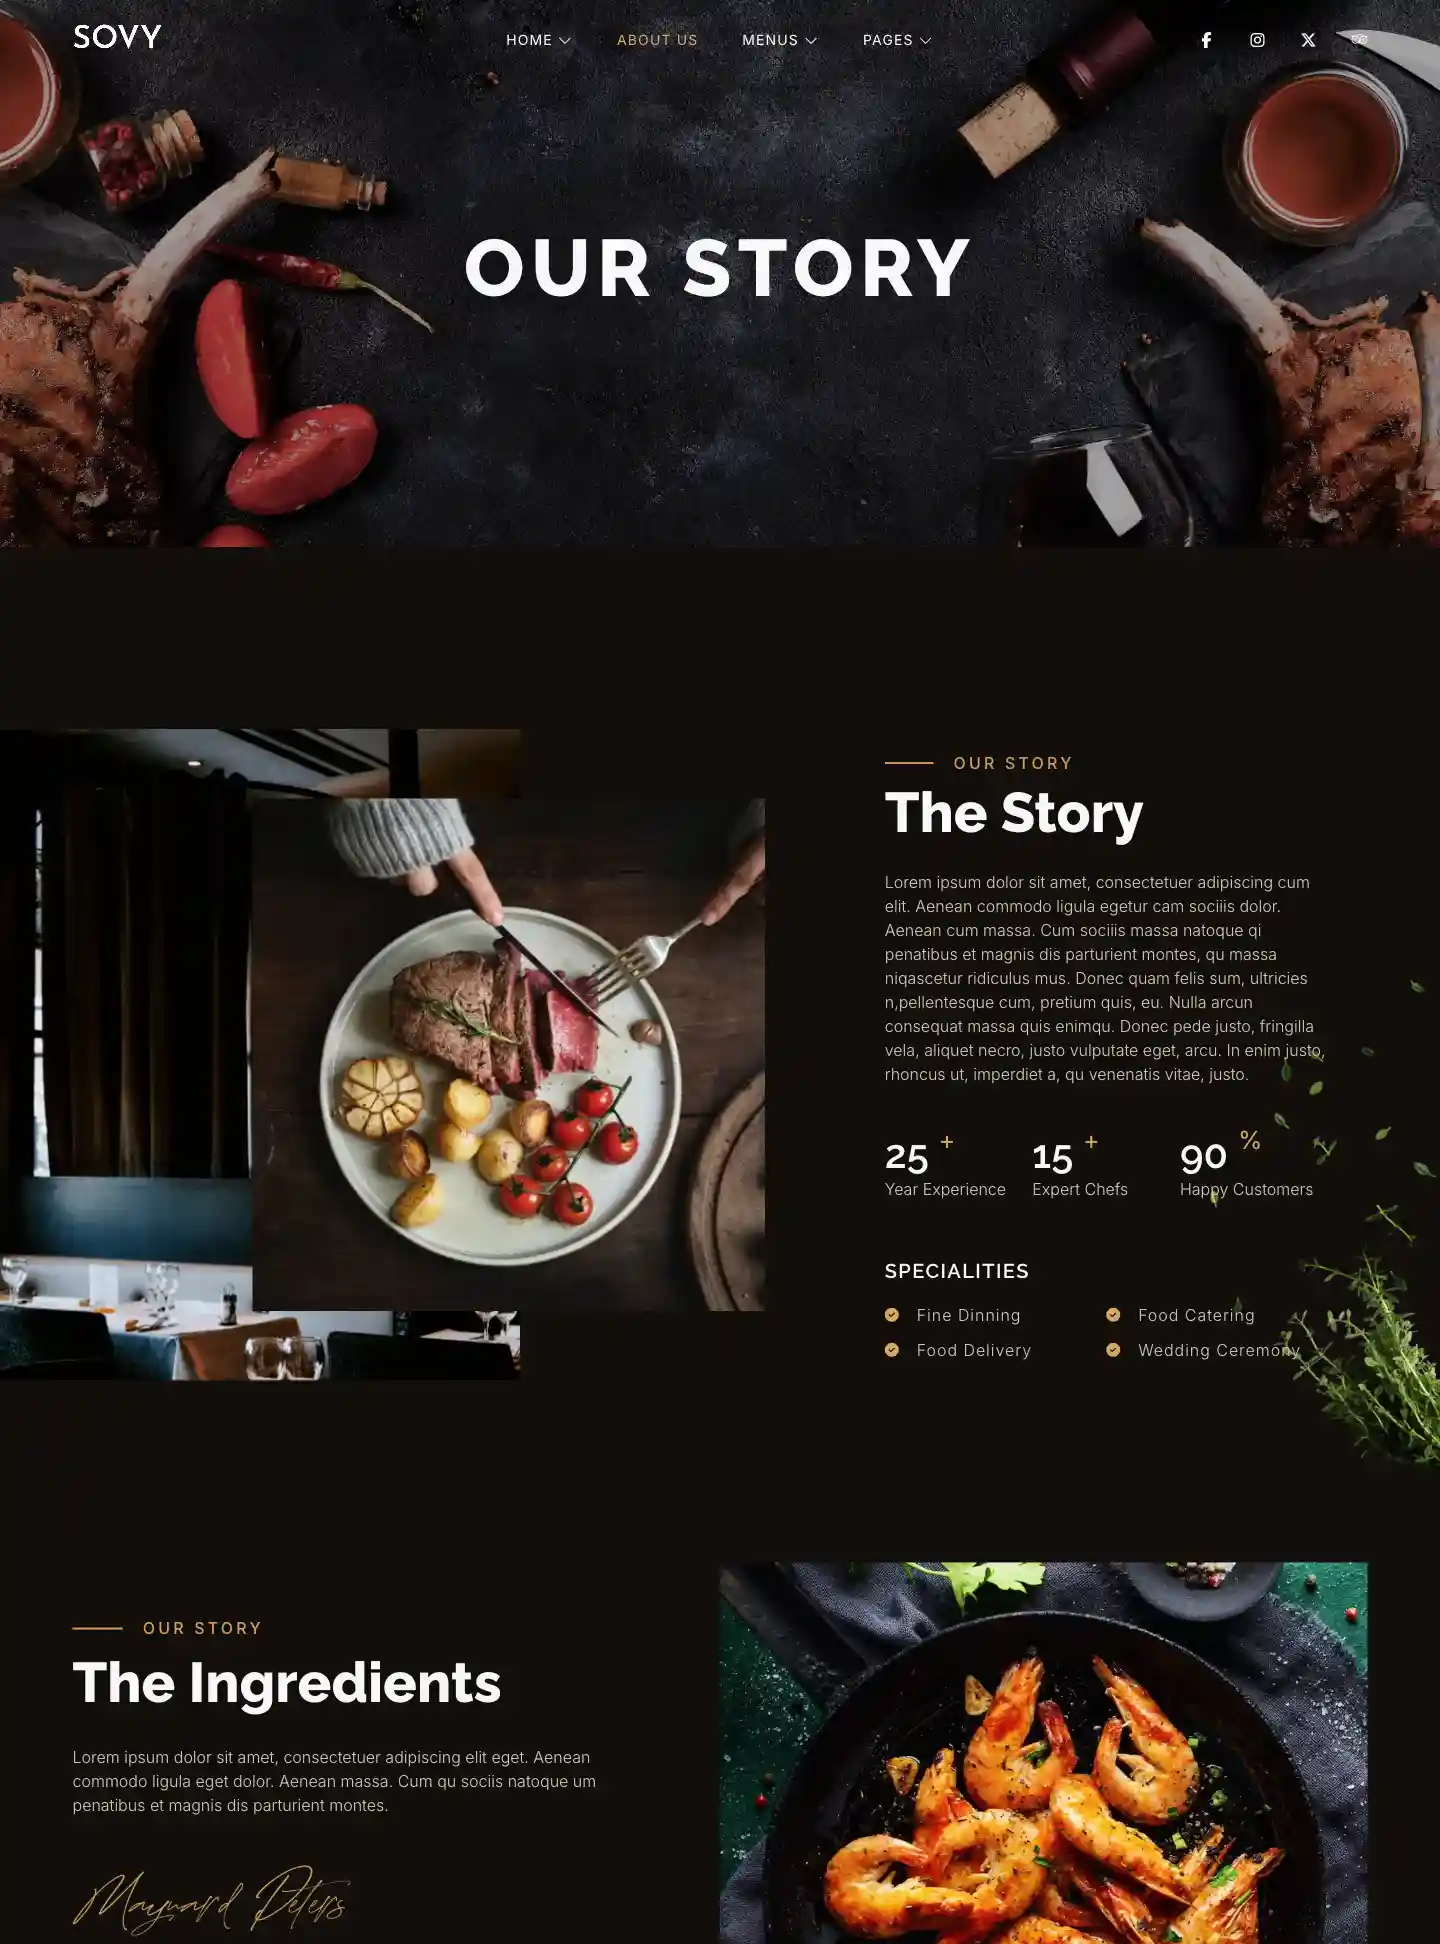 SOVY
HOME
ABOUT US
MENUS
PAGES
OUR STORY
OUR STORY
The Story
Lorem ipsum dolor sit amet, consectetuer adipiscing cum
elit. Aenean commodo ligula egetur cam sociiis dolor.
Aenean cum massa. Cum sociiis massa natoque qi
penatibus et magnis dis parturient montes, qu massa
niqascetur ridiculus mus. Donec quam felis sum, ultricies
n,pellentesque cum, pretium quis, eu. Nulla arcun
consequat massa quis enimqu. Donec pede justo, fringilla
vela, aliquet necro, justo vulputate eget, arcu. In enim justo,
rhoncus ut, imperdiet a, qu venenatis vitae, justo.
25 +
Year Experience
15 +
Expert Chefs
90 %
Happy Customers
SPECIALITIES
Fine Dinning
Food Catering
Food Delivery
Wedding Ceremony
OUR STORY
The Ingredients
Lorem ipsum dolor sit amet, consectetuer adipiscing elit eget. Aenean
commodo ligula eget dolor. Aenean massa. Cum qu sociis natoque um
penatibus et magnis dis parturient montes.
Maynard Peters